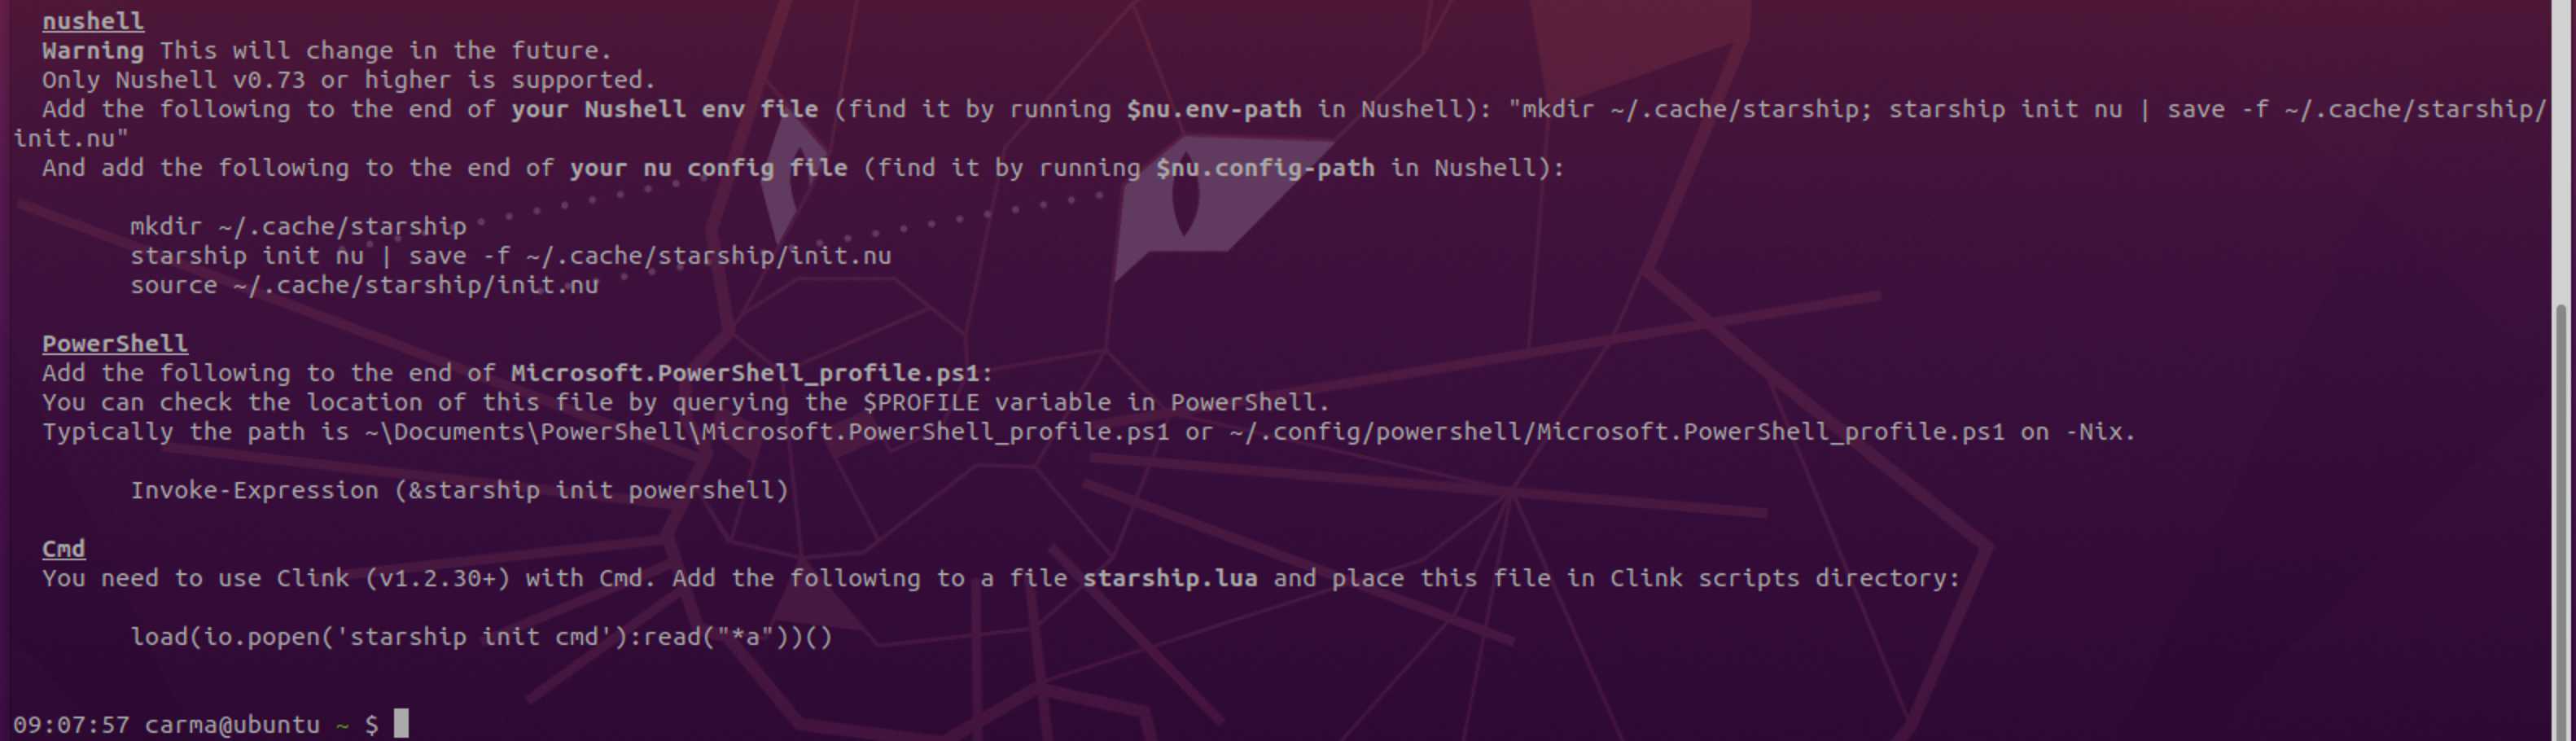 nushell
Warning This will change in the future.
Only Nushell v0.73 or higher is supported.
Add the following to the end of your Nushell env file (find it by running $nu.env-path in Nushell): "mkdir ~/.cache/starship; starship init nu | save -f ~/.cache/starship/
init.nu"
And add the following to the end of your nu config file (find it by running $nu.config-path in Nushell):
mkdir ~/.cache/starship
starship init nu | save -f ~/.cache/starship/init.nu
source ~/.cache/starship/init.nu
PowerShell
Add the following to the end of Microsoft.PowerShell_profile.ps1:
You can check the location of this file by querying the $PROFILE variable in PowerShell.
Typically the path is ~\Documents\PowerShell\Microsoft.PowerShell_profile.ps1 or ~/.config/powershell/Microsoft.PowerShell_profile.ps1 on -Nix.
Invoke-Expression (&starship init powershell)
Cmd
You need to use Clink (v1.2.30+) with Cmd. Add the following to a file starship.lua and place this file in Clink scripts directory:
load(io.popen('starship init cmd'):read("*a"))()
09:07:57 carma@ubuntu ~ $